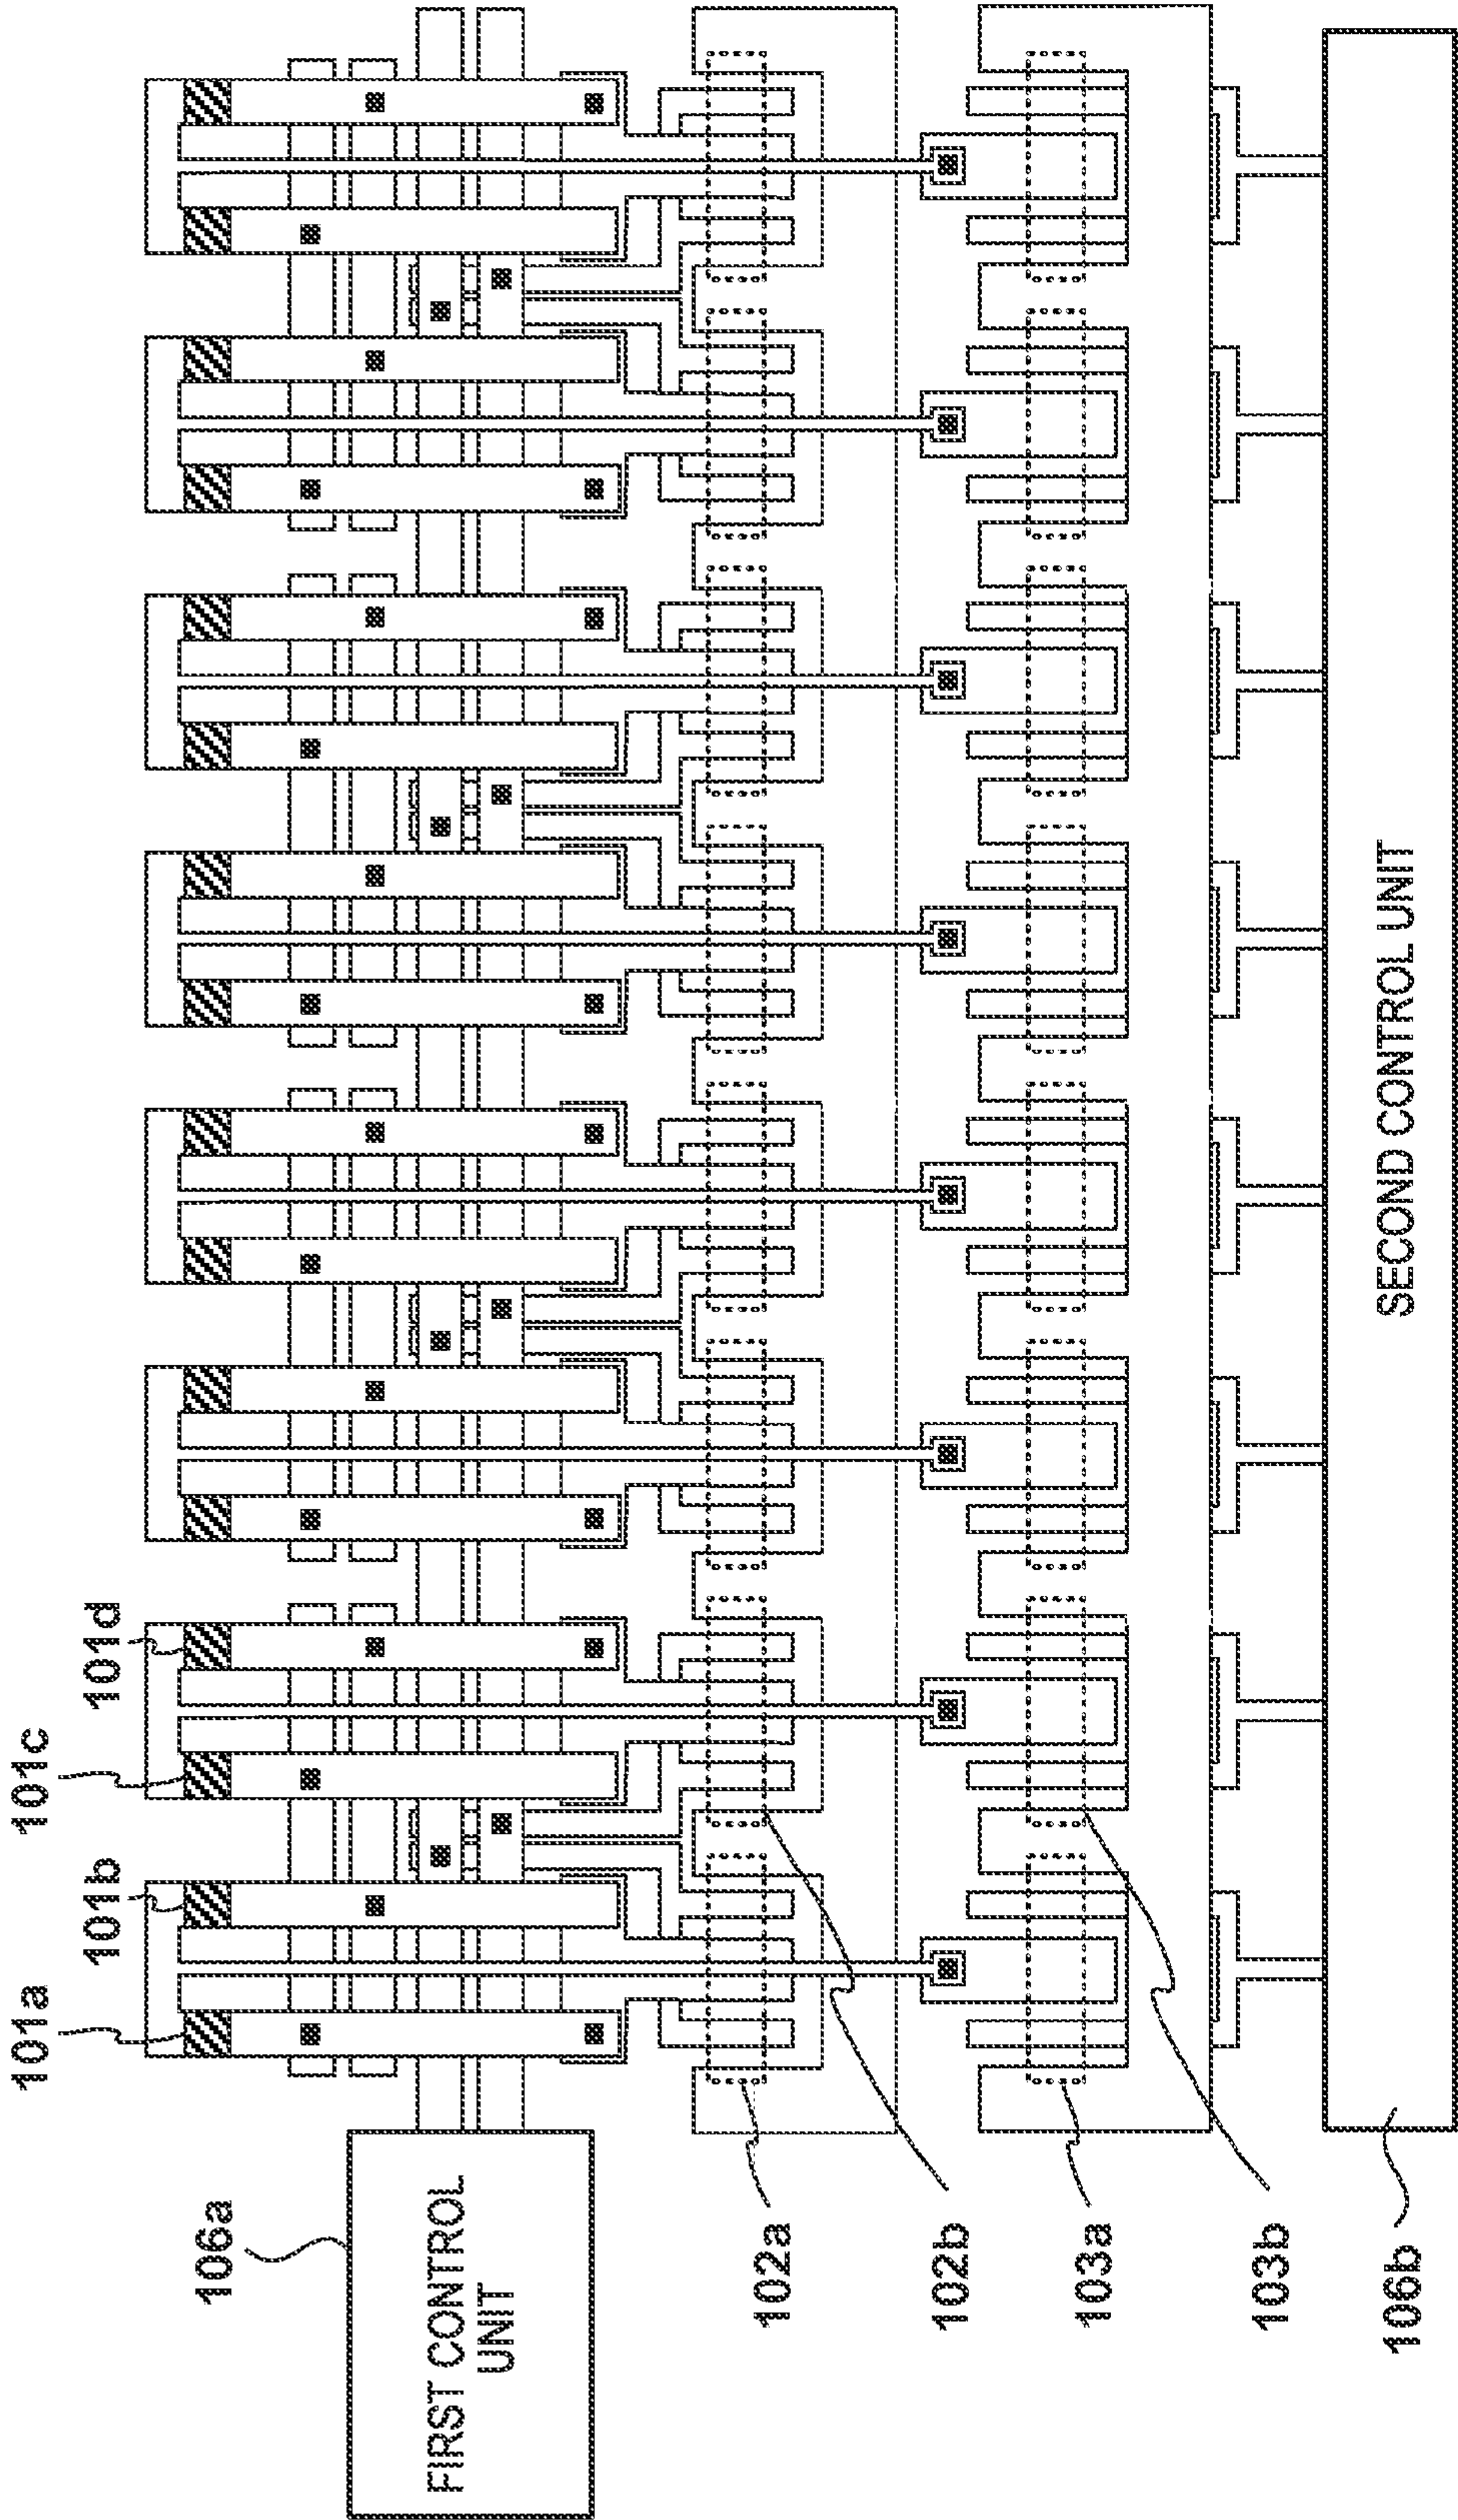 101a
101b
101c
101d
106a
FIRST CONTROL
UNIT
102a
102b
103a
103b
SECOND CONTROL UNIT
106b